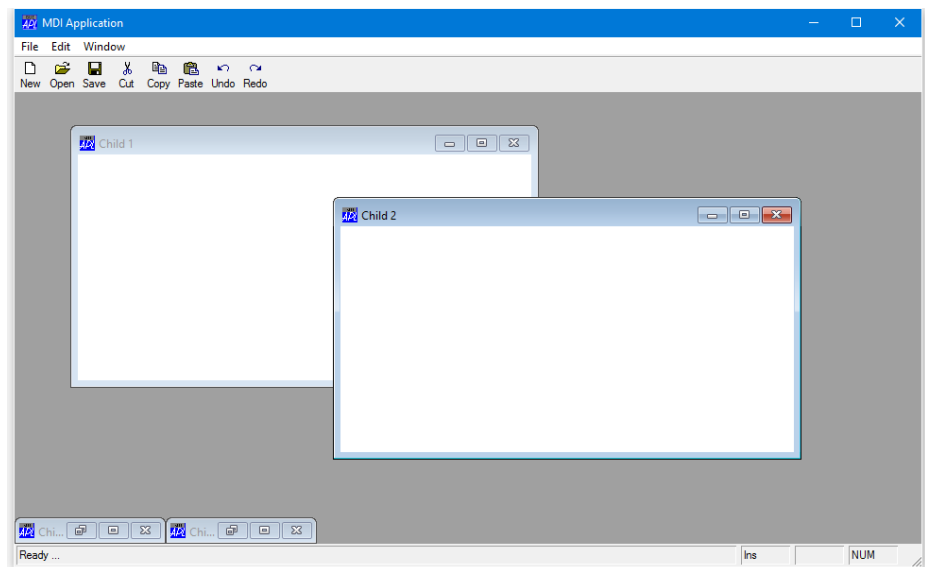 MDI Application
File Edit Window
New Open Save Cut Copy Paste Undo Redo
Child 1
Child 2
Chi... Chi...
Ready ... Ins NUM